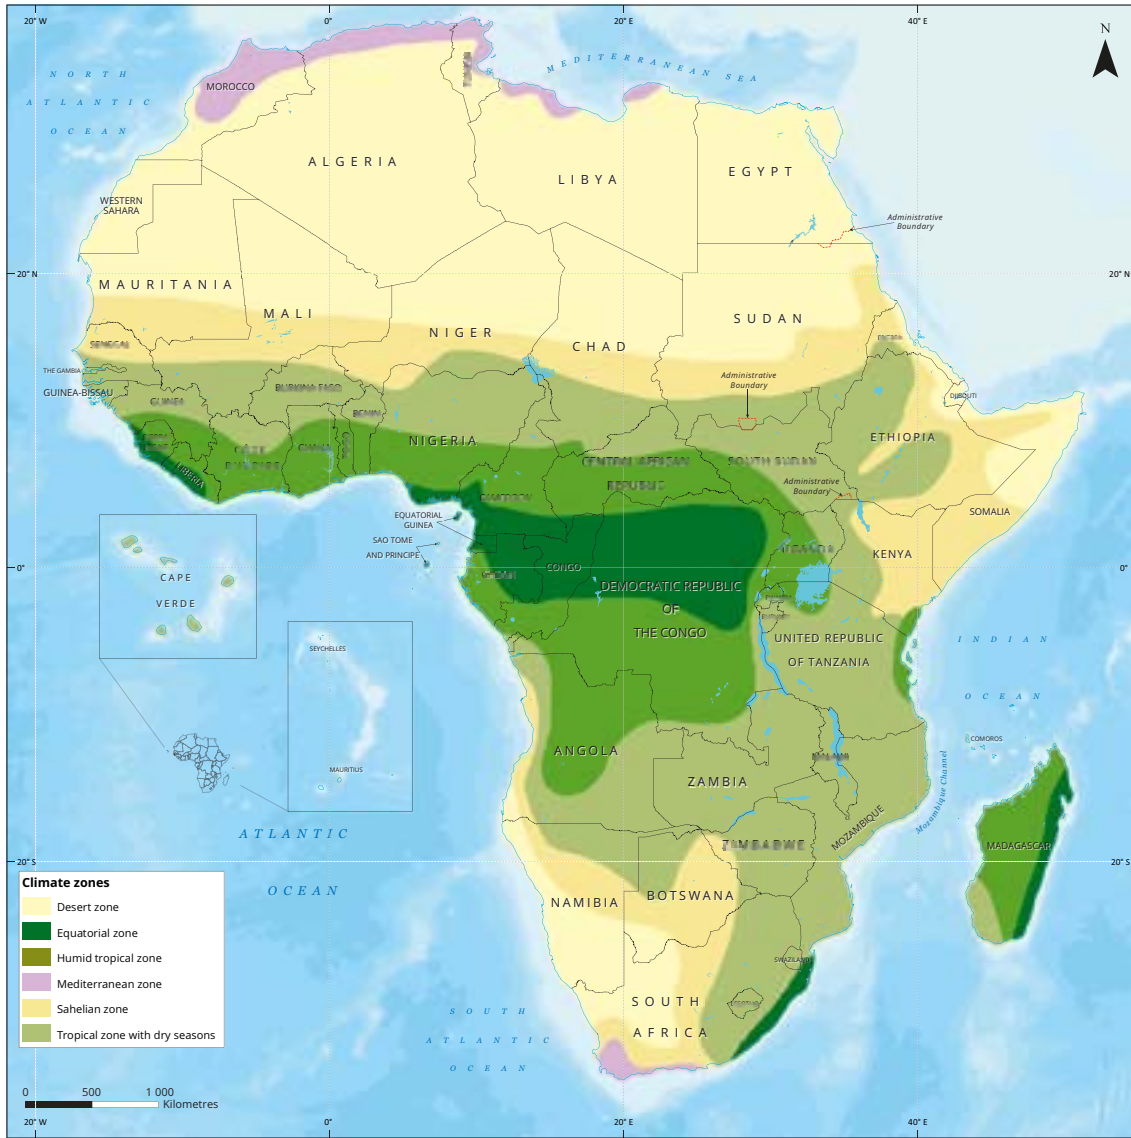 20° W
0°
20° E
40° E
N
NORTH
ATLANTIC
OCEAN
MEDITERRANEAN SEA
MOROCCO
ALGERIA
LIBYA
EGYPT
WESTERN
SAHARA
Administrative
Boundary
20° N
20° N
MAURITANIA
MALI
NIGER
CHAD
SUDAN
SENEGAL
THE GAMBIA
GUINEA-BISSAU
GUINEA
BURKINA FASO
BENIN
Administrative
Boundary
DJIBOUTI
NIGERIA
ETHIOPIA
GHANA
LIBERIA
CENTRAL AFRICAN
REPUBLIC
SOUTH SUDAN
Administrative
Boundary
CAMEROON
EQUATORIAL
GUINEA
SOMALIA
SAO TOME
AND PRINCIPE
UGANDA
KENYA
0°
0°
GABON
CONGO
DEMOCRATIC REPUBLIC
OF
THE CONGO
CAPE
VERDE
UNITED REPUBLIC
OF TANZANIA
INDIAN
OCEAN
SEYCHELLES
MAURITIUS
COMOROS
ANGOLA
ZAMBIA
MALAWI
Mozambique Channel
MOZAMBIQUE
ZIMBABWE
MADAGASCAR
ATLANTIC
OCEAN
20° S
20° S
NAMIBIA
BOTSWANA
SWAZILAND
LESOTHO
SOUTH
AFRICA
SOUTH
ATLANTIC
OCEAN
Climate zones
Desert zone
Equatorial zone
Humid tropical zone
Mediterranean zone
Sahelian zone
Tropical zone with dry seasons
0 500 1 000
Kilometres
20° W
0°
20° E
40° E